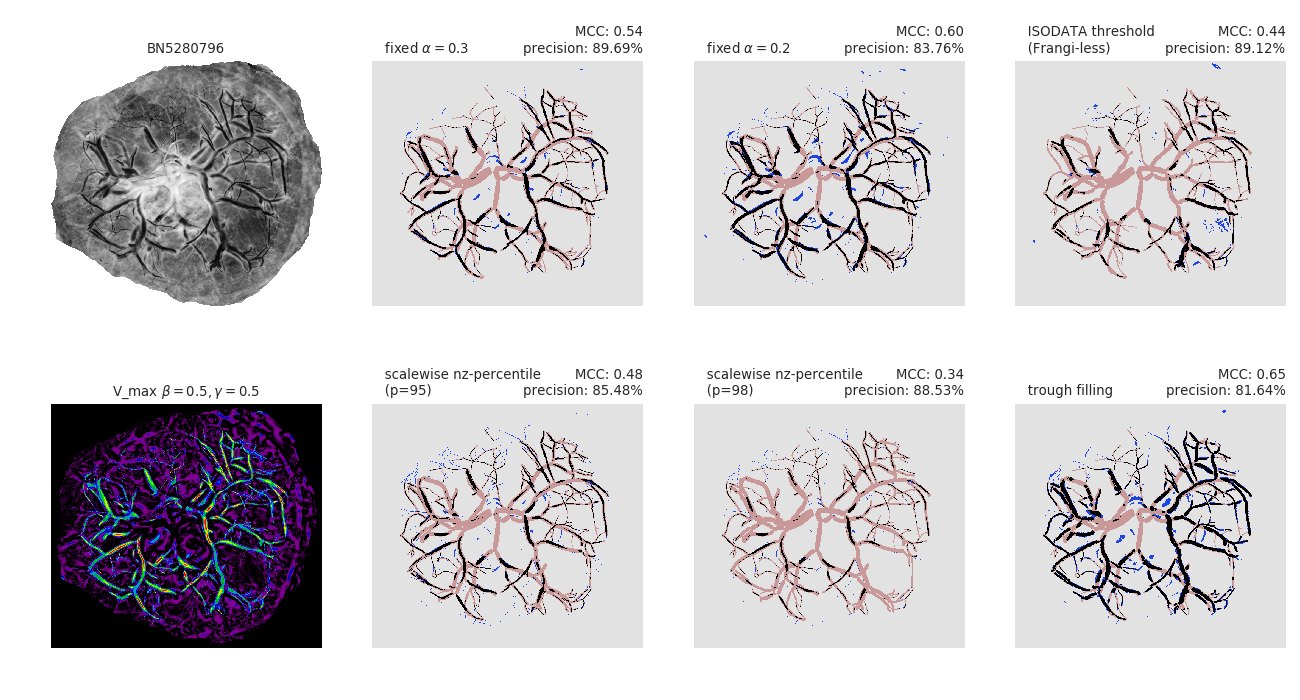 BN5280796
MCC: 0.54
fixed α = 0.3 precision: 89.69%
MCC: 0.60
fixed α = 0.2 precision: 83.76%
ISODATA threshold MCC: 0.44
(Frangi-less) precision: 89.12%
V_max β = 0.5, γ = 0.5
scalewise nz-percentile MCC: 0.48
(p=95) precision: 85.48%
scalewise nz-percentile MCC: 0.34
(p=98) precision: 88.53%
MCC: 0.65
trough filling precision: 81.64%